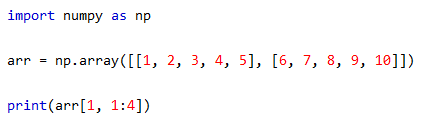 import numpy as np
arr = np.array([[1, 2, 3, 4, 5], [6, 7, 8, 9, 10]])
print(arr[1, 1:4])